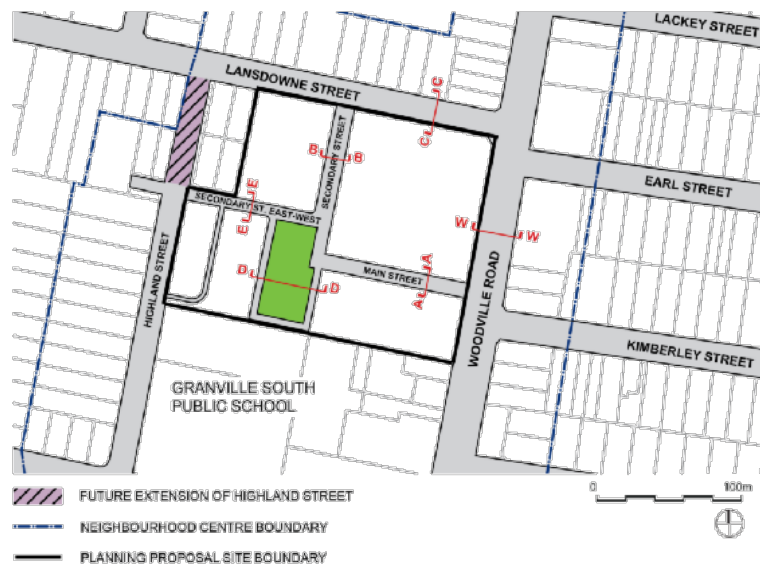 LACKEY STREET
LANSDOWNE STREET
C
C
SECONDARY STREET
B
B
EARL STREET
E
SECONDARY ST. EAST-WEST
E
W
W
HIGHLAND STREET
D
D
MAIN STREET
A
A
WOODVILLE ROAD
KIMBERLEY STREET
GRANVILLE SOUTH
PUBLIC SCHOOL
FUTURE EXTENSION OF HIGHLAND STREET
0
100m
NEIGHBOURHOOD CENTRE BOUNDARY
PLANNING PROPOSAL SITE BOUNDARY